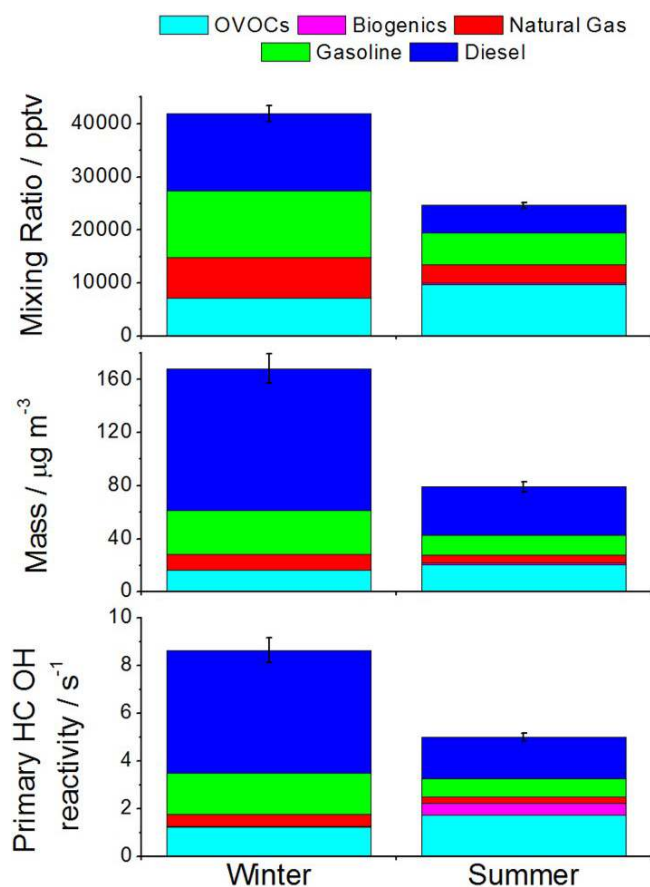 OVOCs Biogenics Natural Gas
Gasoline Diesel
Mixing Ratio / pptv
40000
30000
20000
10000
0
Mass / μg m⁻³
160
120
80
40
0
Primary HC OH
reactivity / s⁻¹
10
8
6
4
2
0
Winter Summer